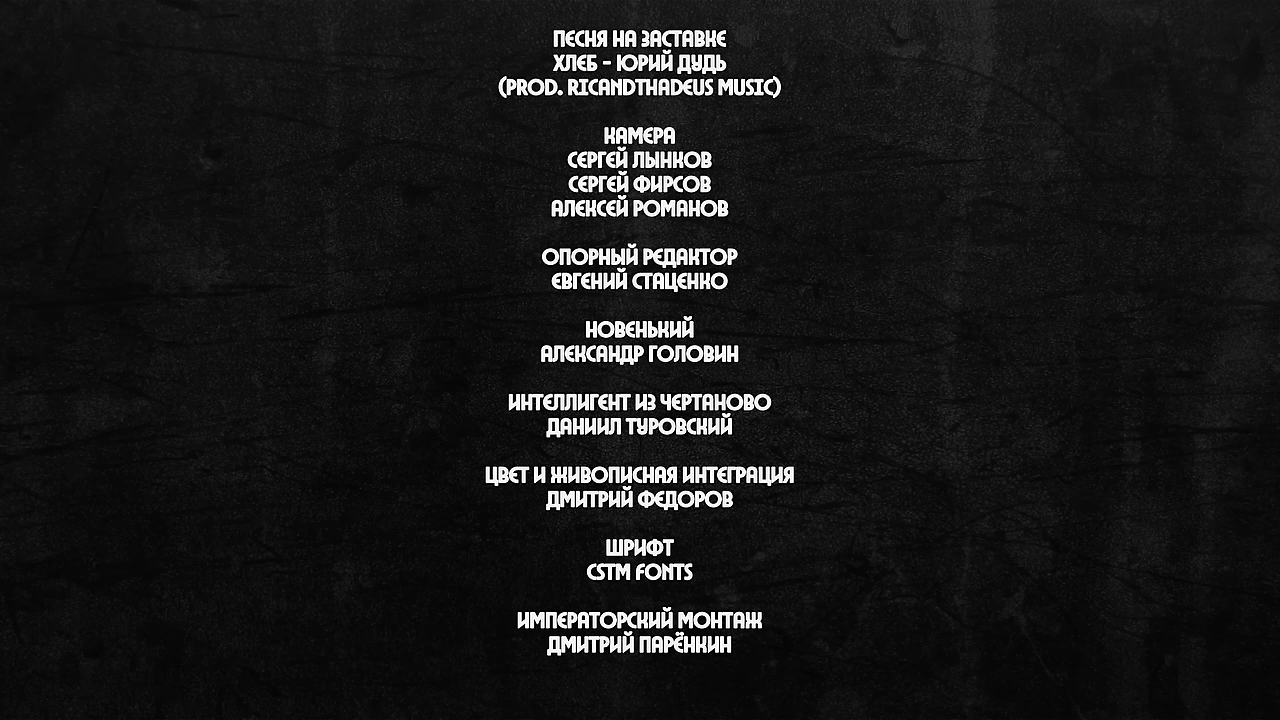 ПЕСНЯ НА ЗАСТАВКЕ
ХЛЕБ - ЮРИЙ ДУДЬ
(PROD. RICANDTHADEUS MUSIC)
КАМЕРА
СЕРГЕЙ ЛЫНКОВ
СЕРГЕЙ ФИРСОВ
АЛЕКСЕЙ РОМАНОВ
ОПОРНЫЙ РЕДАКТОР
ЕВГЕНИЙ СТАЦЕНКО
НОВЕНЬКИЙ
АЛЕКСАНДР ГОЛОВИН
ИНТЕЛЛИГЕНТ ИЗ ЧЕРТАНОВО
ДАНИИЛ ТУРОВСКИЙ
ЦВЕТ И ЖИВОПИСНАЯ ИНТЕГРАЦИЯ
ДМИТРИЙ ФЕДОРОВ
ШРИФТ
CSTM FONTS
ИМПЕРАТОРСКИЙ МОНТАЖ
ДМИТРИЙ ПАРЁНКИН